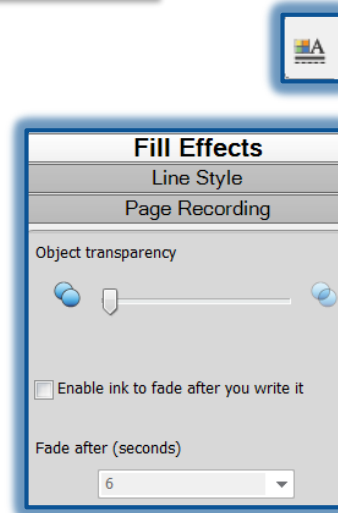 A
Fill Effects
Line Style
Page Recording
Object transparency
Enable ink to fade after you write it
Fade after (seconds)
6